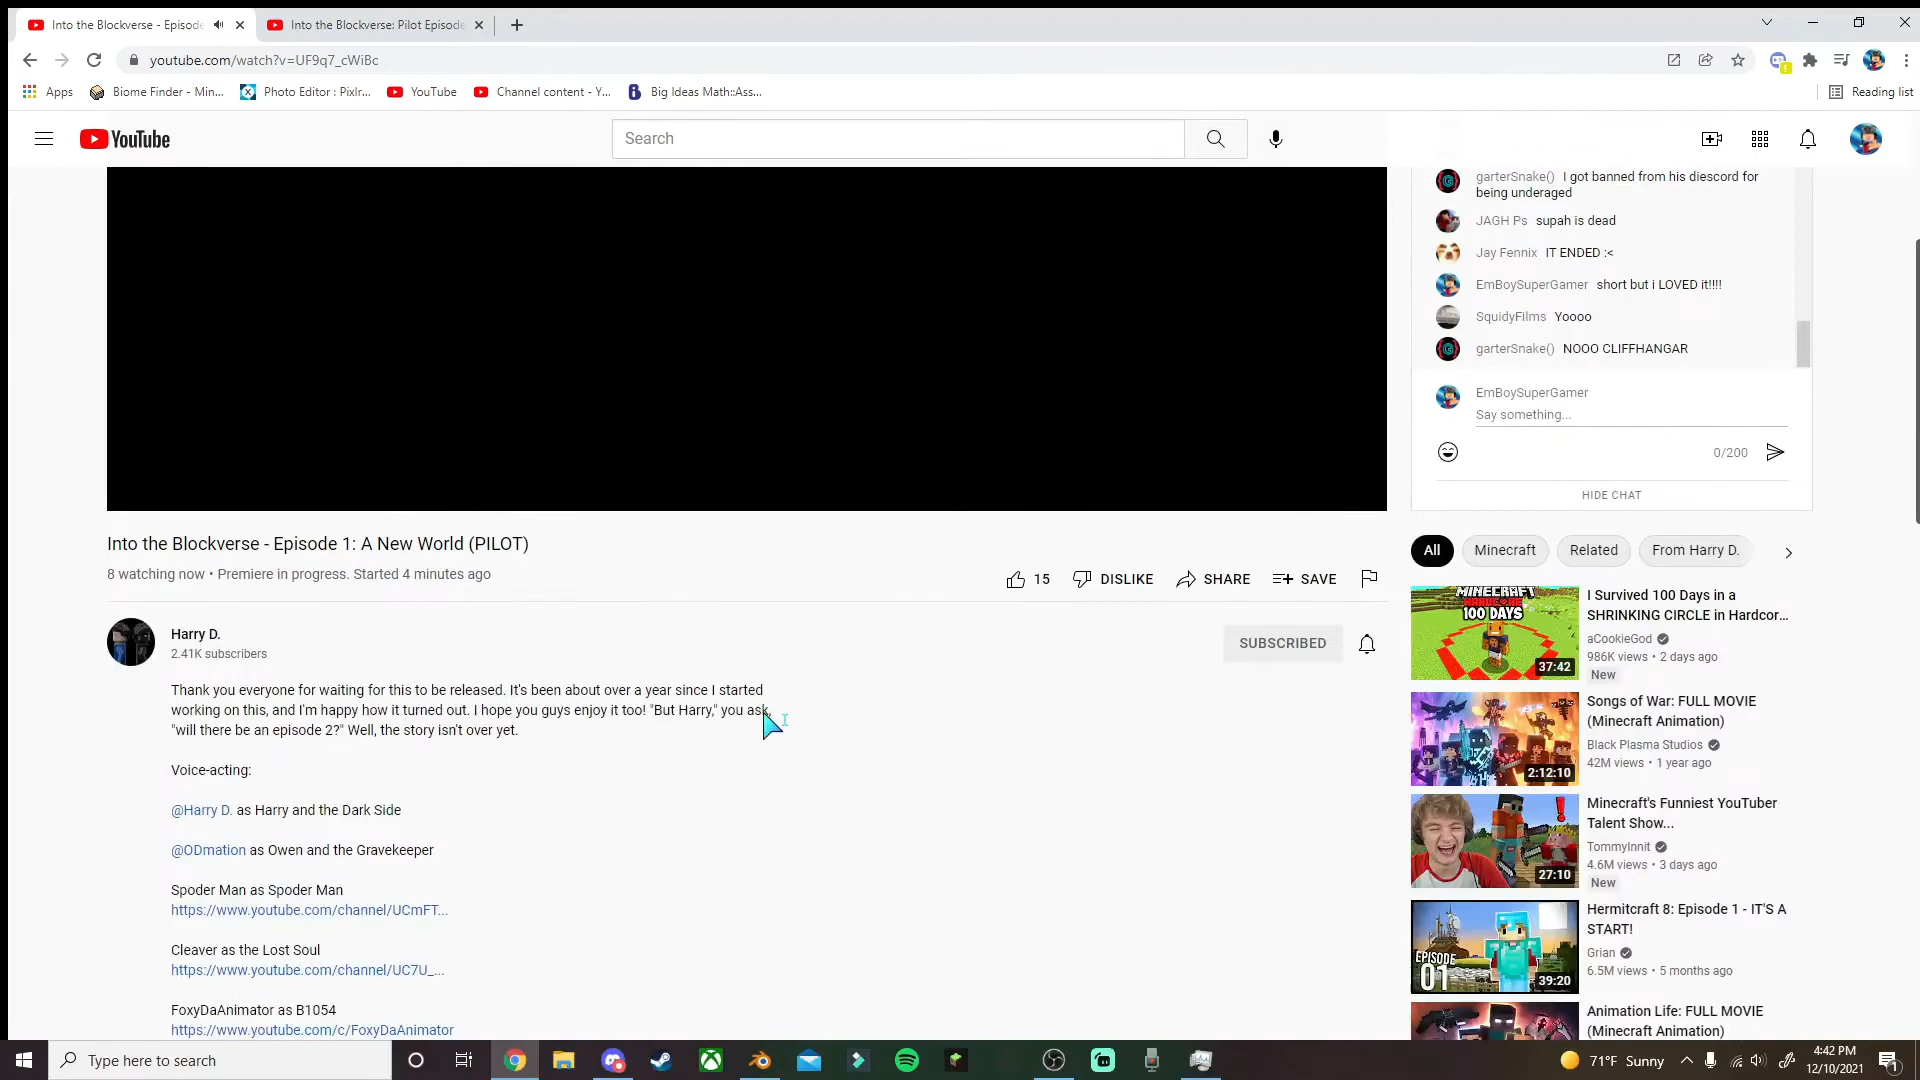 Into the Blockverse - Episode
Into the Blockverse: Pilot Episode
youtube.com/watch?v=UF9q7_cWiBc
Apps
Biome Finder - Min...
Photo Editor : Pixlr...
YouTube
Channel content - Y...
Big Ideas Math::Ass...
Reading list
YouTube
Search
garterSnake() I got banned from his diescord for
being underaged
JAGH Ps supah is dead
Jay Fennix IT ENDED :<
EmBoySuperGamer short but i LOVED it!!!!
SquidyFilms Yoooo
garterSnake() NOOO CLIFFHANGAR
EmBoySuperGamer
Say something...
0/200
HIDE CHAT
Into the Blockverse - Episode 1: A New World (PILOT)
8 watching now • Premiere in progress. Started 4 minutes ago
15
DISLIKE
SHARE
SAVE
Harry D.
2.41K subscribers
SUBSCRIBED
Thank you everyone for waiting for this to be released. It's been about over a year since I started
working on this, and I'm happy how it turned out. I hope you guys enjoy it too! "But Harry," you ask,
"will there be an episode 2?" Well, the story isn't over yet.
Voice-acting:
@Harry D. as Harry and the Dark Side
@ODmation as Owen and the Gravekeeper
Spoder Man as Spoder Man
https://www.youtube.com/channel/UCmFT...
Cleaver as the Lost Soul
https://www.youtube.com/channel/UC7U_...
FoxyDaAnimator as B1054
https://www.youtube.com/c/FoxyDaAnimator
All
Minecraft
Related
From Harry D.
MINECRAFT
HARDCORE
100 DAYS
37:42
I Survived 100 Days in a
SHRINKING CIRCLE in Hardcor...
aCookieGod
986K views • 2 days ago
New
2:12:10
Songs of War: FULL MOVIE
(Minecraft Animation)
Black Plasma Studios
42M views • 1 year ago
27:10
Minecraft's Funniest YouTuber
Talent Show...
TommyInnit
4.6M views • 3 days ago
New
EPISODE
01
39:20
Hermitcraft 8: Episode 1 - IT'S A
START!
Grian
6.5M views • 5 months ago
Animation Life: FULL MOVIE
(Minecraft Animation)
Type here to search
71°F Sunny
4:42 PM
12/10/2021
1